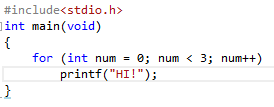 #include<stdio.h>
int main(void)
{
    for (int num = 0; num < 3; num++)
        printf("HI!");
}